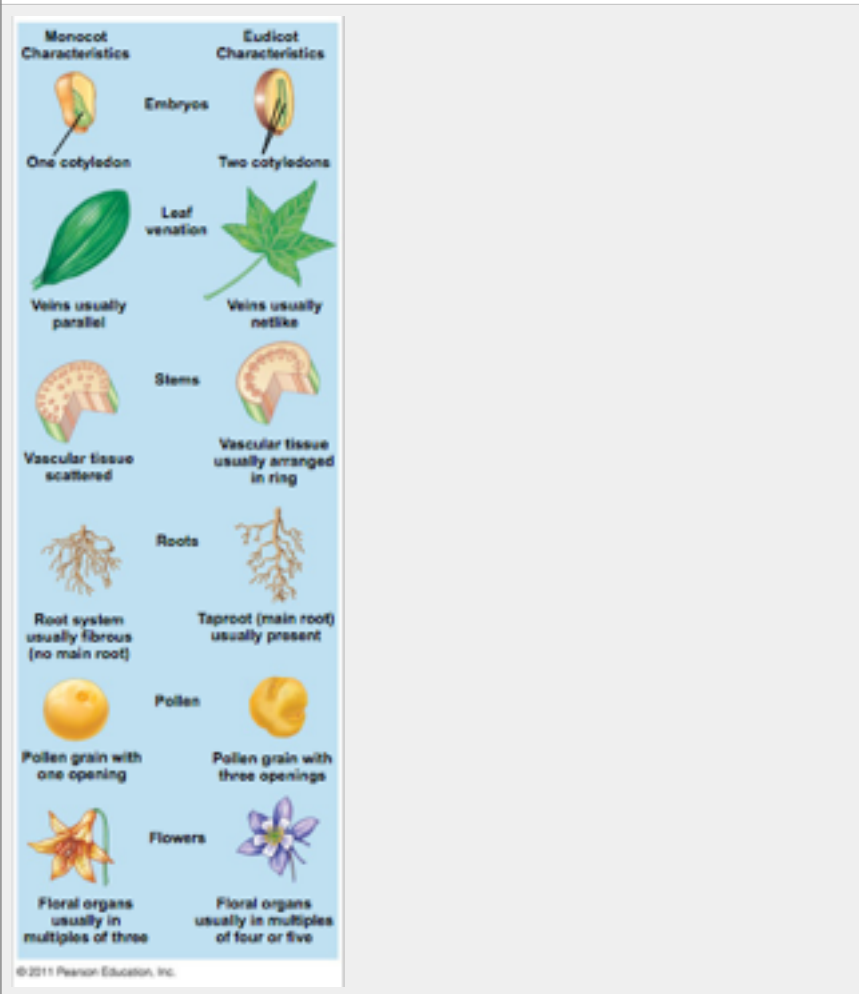 Monocot
Characteristics
Eudicot
Characteristics
Embryos
One cotyledon
Two cotyledons
Leaf
venation
Veins usually
parallel
Veins usually
netlike
Stems
Vascular tissue
scattered
Vascular tissue
usually arranged
in ring
Roots
Root system
usually fibrous
(no main root)
Taproot (main root)
usually present
Pollen
Pollen grain with
one opening
Pollen grain with
three openings
Flowers
Floral organs
usually in
multiples of three
Floral organs
usually in multiples
of four or five
© 2011 Pearson Education, Inc.